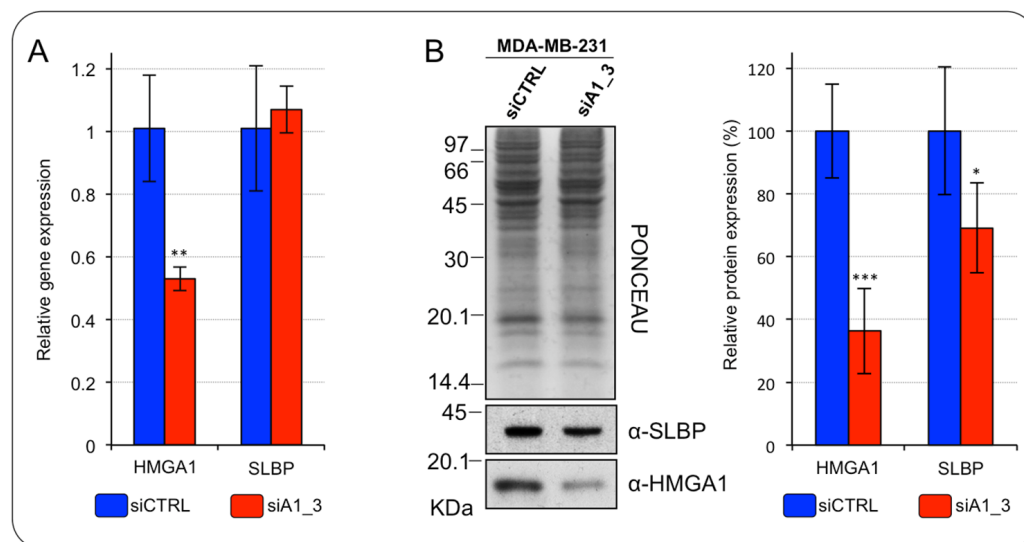 A
Relative gene expression
1.2
1
0.8
0.6
0.4
0.2
0
**
HMGA1 SLBP
siCTRL siA1_3
B
MDA-MB-231
siCTRL siA1_3
97
66
45
30
20.1
14.4
PONCEAU
45
α-SLBP
20.1
α-HMGA1
KDa
Relative protein expression (%)
120
100
80
60
40
20
0
***
*
HMGA1 SLBP
siCTRL siA1_3